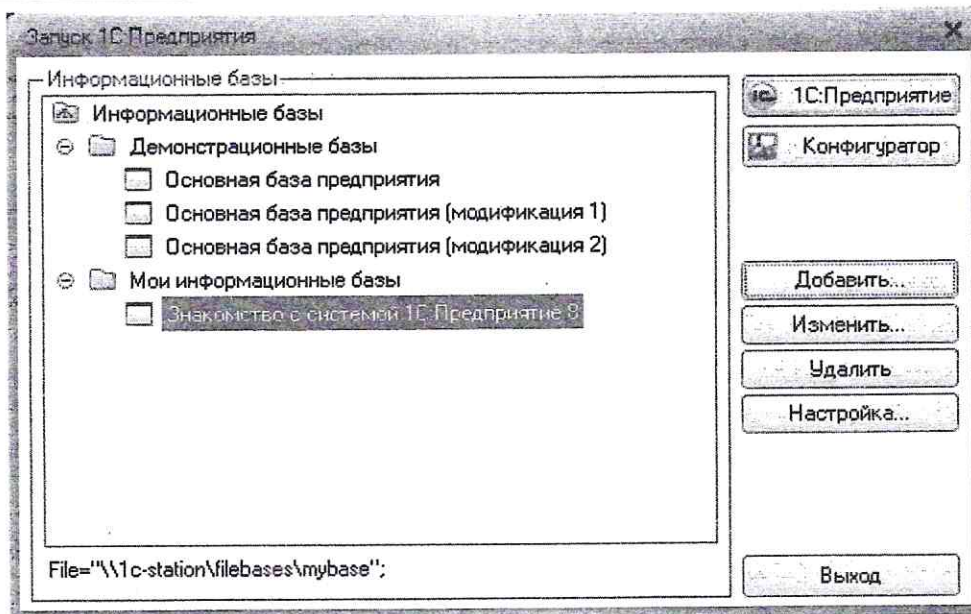 Запуск 1С:Предприятия
Информационные базы
Информационные базы
Демонстрационные базы
Основная база предприятия
Основная база предприятия (модификация 1)
Основная база предприятия (модификация 2)
Мои информационные базы
Знакомство с системой 1С:Предприятие 8
File="\\1c-station\filebases\mybase";
1С:Предприятие
Конфигуратор
Добавить...
Изменить...
Удалить
Настройка...
Выход